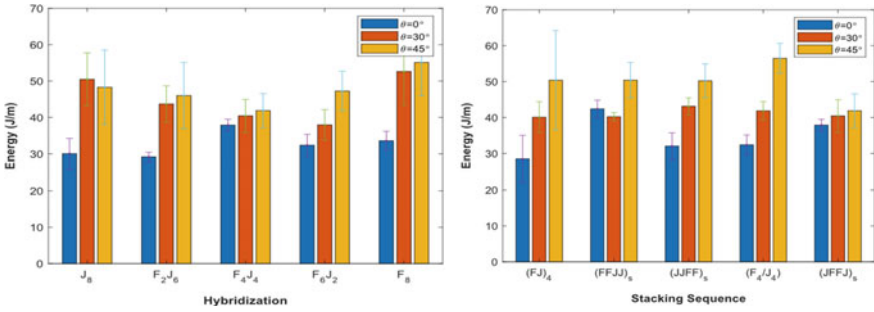 70
60
50
40
30
20
10
0
Energy (J/m)
θ=0°
θ=30°
θ=45°
J₈
F₂J₆
F₄J₄
F₆J₂
F₈
Hybridization
70
60
50
40
30
20
10
0
Energy (J/m)
θ=0°
θ=30°
θ=45°
(FJ)₄
(FFJJ)ₛ
(JJFF)ₛ
(F₄/J₄)
(JFFJ)ₛ
Stacking Sequence